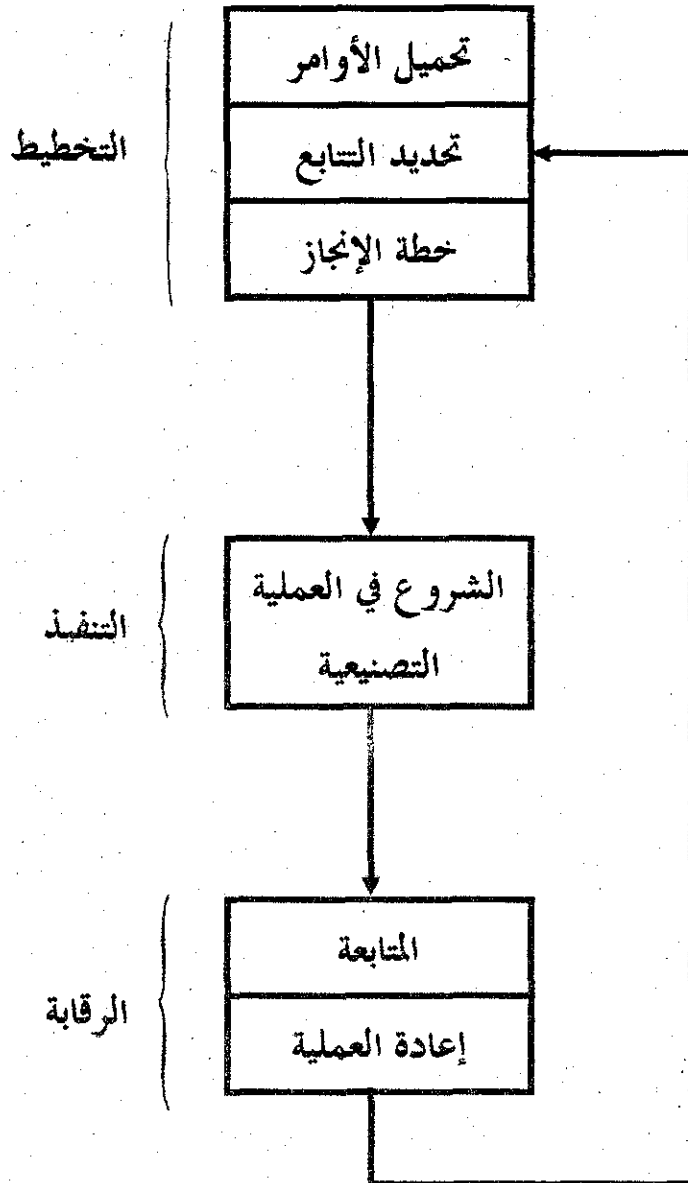 تحميل الأوامر
التخطيط
تحديد التتابع
خطة الإنجاز
الشروع في العملية
التنفيذ
التصنيعية
المتابعة
الرقابة
إعادة العملية